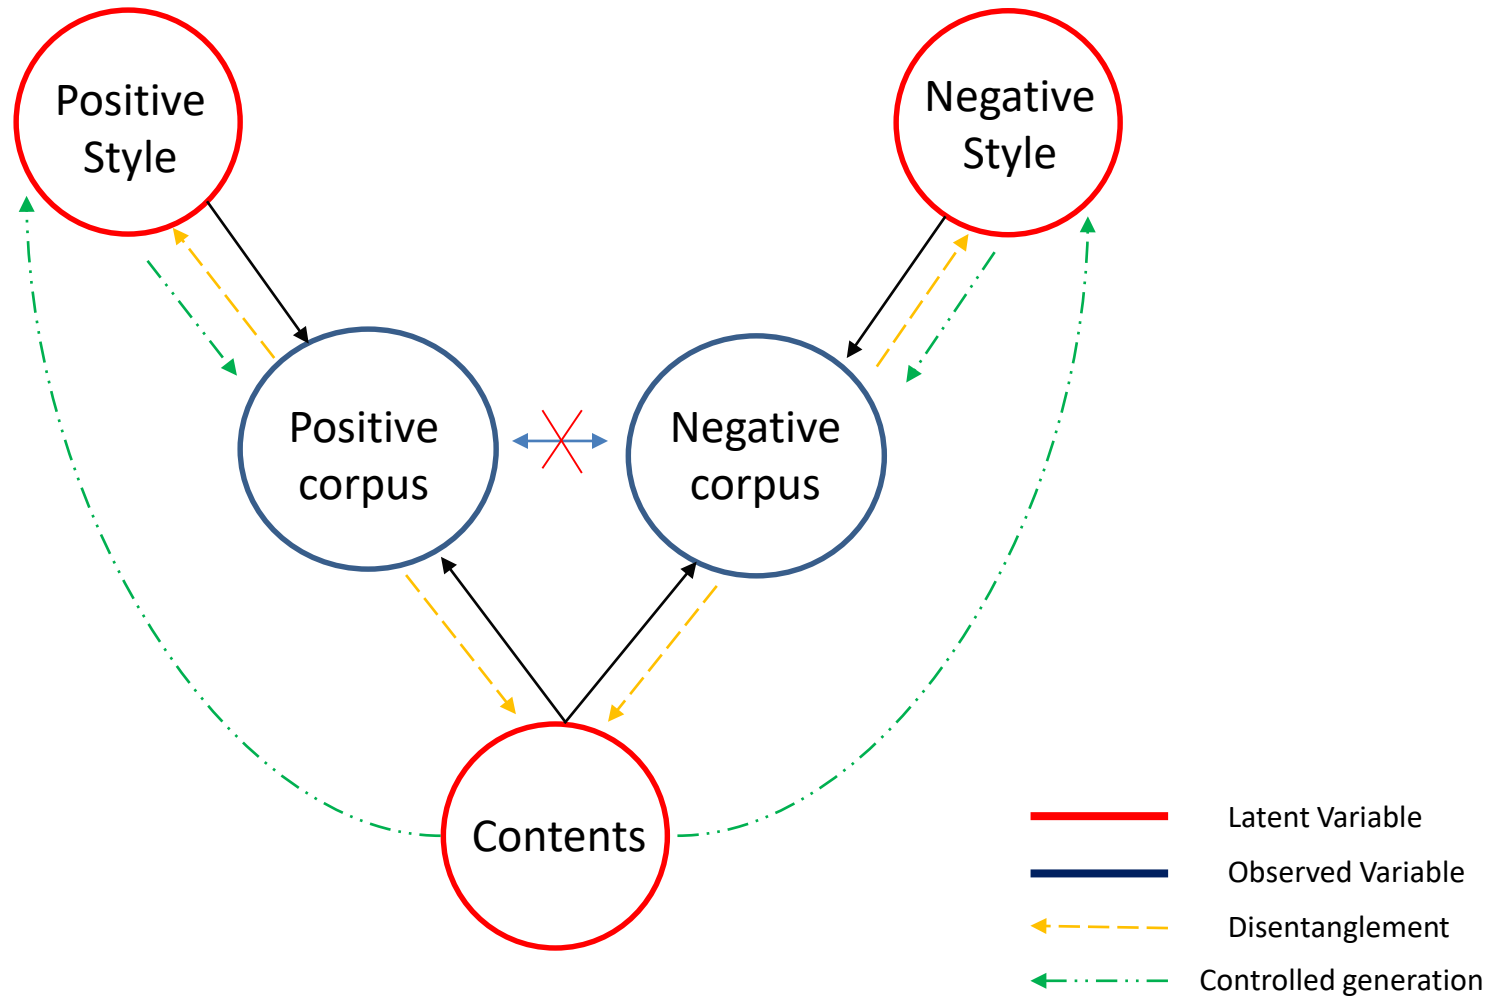 Positive
Style
Negative
Style
Positive
corpus
Negative
corpus
Contents
Latent Variable
Observed Variable
Disentanglement
Controlled generation